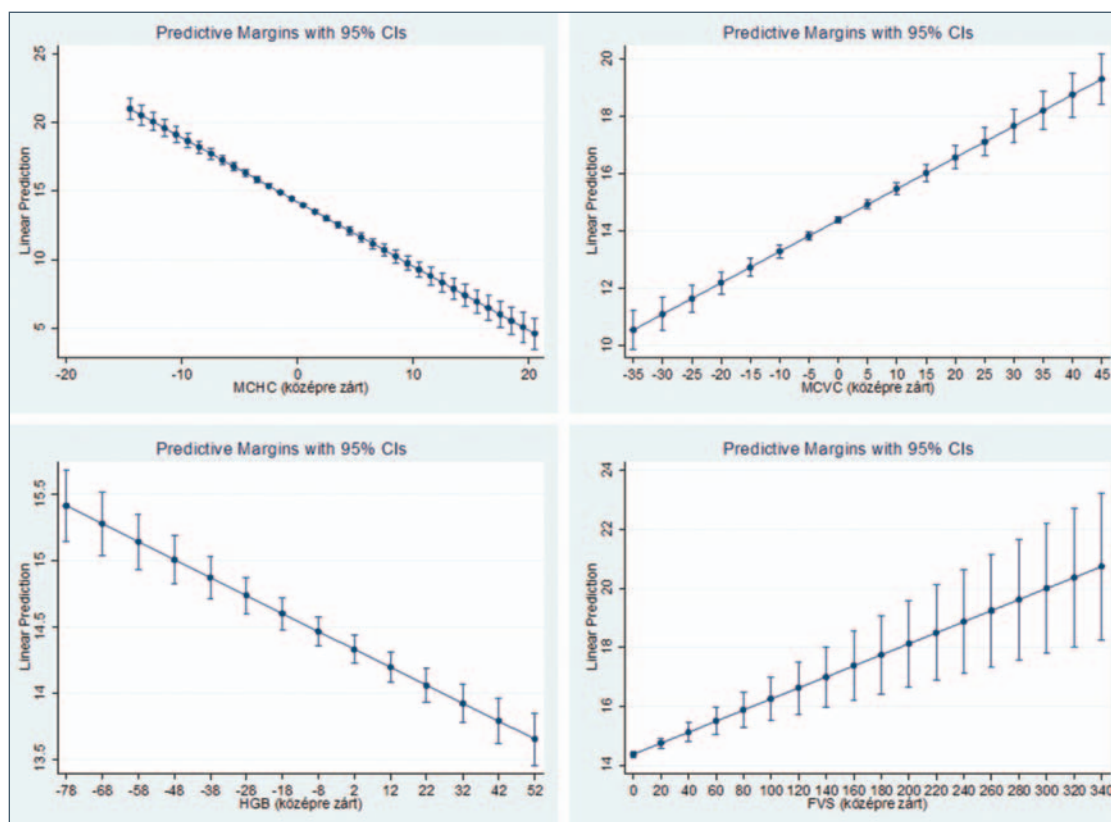 Predictive Margins with 95% CIs
25
20
15
10
5
Linear Prediction
-20 -10 0 10 20
MCHC (középre zárt)
Predictive Margins with 95% CIs
20
18
16
14
12
10
Linear Prediction
-35 -30 -25 -20 -15 -10 -5 0 5 10 15 20 25 30 35 40 45
MCVC (középre zárt)
Predictive Margins with 95% CIs
15.5
15
14.5
14
13.5
Linear Prediction
-78 -68 -58 -48 -38 -28 -18 -8 2 12 22 32 42 52
HGB (középre zárt)
Predictive Margins with 95% CIs
24
22
20
18
16
14
Linear Prediction
0 20 40 60 80 100 120 140 160 180 200 220 240 260 280 300 320 340
FVS (középre zárt)